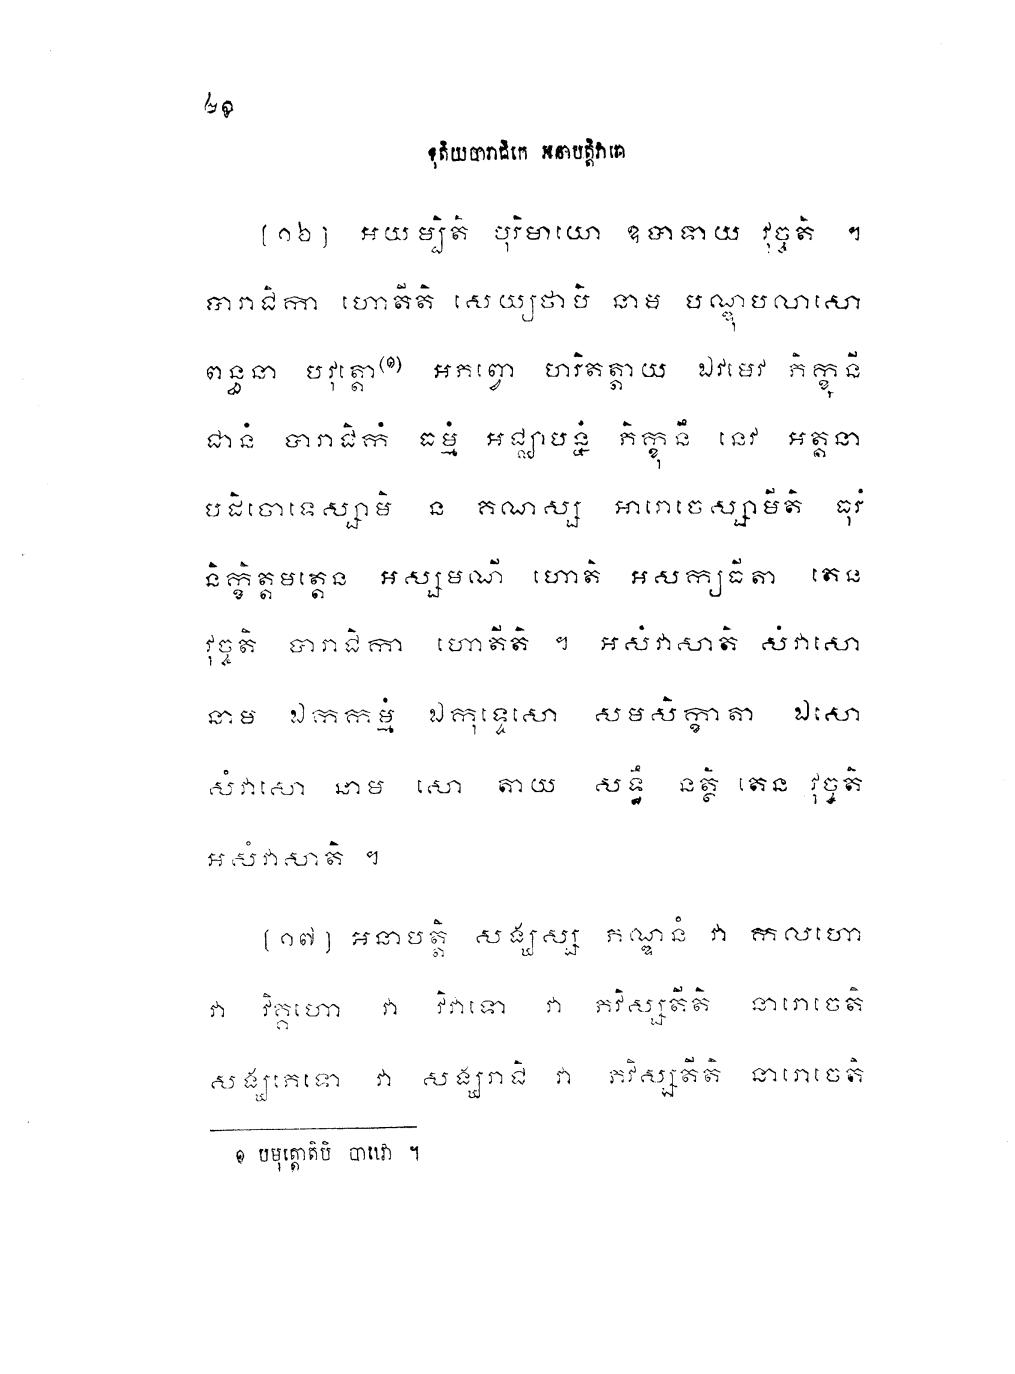 ៤១
ទុតិយបារាជិកេ អនាបត្តិវារោ
[១៦] អយម្បីតិ បុរិមាយោ ឧបាទាយ វុច្ចតិ ។
បារាជិកា ហោតីតិ សេយ្យថាបិ នាម បណ្ឌុបលាសោ
ពន្ធនា បវុត្តោ(១) អភព្វោ ហរិតត្តាយ ឯវមេវ ភិក្ខុនី
ជានំ បារាជិកំ ធម្មំ អជ្ឈាបន្នំ ភិក្ខុនឹ នេវ អត្តនា
បដិចោទេស្សាមិ ន គណស្ស អារោចេស្សាមីតិ ធុរំ
និក្ខិត្តមត្តេន អស្សមណី ហោតិ អសក្យធីតា តេន
វុច្ចតិ បារាជិកា ហោតីតិ ។ អសំវាសាតិ សំវាសោ
នាម ឯកកម្មំ ឯកុទ្ទេសោ សមសិក្ខាតា ឯសោ
សំវាសោ នាម សោ តាយ សទ្ធឹ នត្ថិ តេន វុច្ចតិ
អសំវាសាតិ ។
[១៧] អនាបត្តិ សង្ឃស្ស ភណ្ឌនំ វា កាលហោ
វា វិគ្គហោ វា វិវាទោ វា ភវិស្សតីតិ នារោចេតិ
សង្ឃភេទោ វា សង្ឃរាជិ វា ភវិស្សតីតិ នារោចេតិ
១ បមុត្តោតិបិ បាឋោ ។